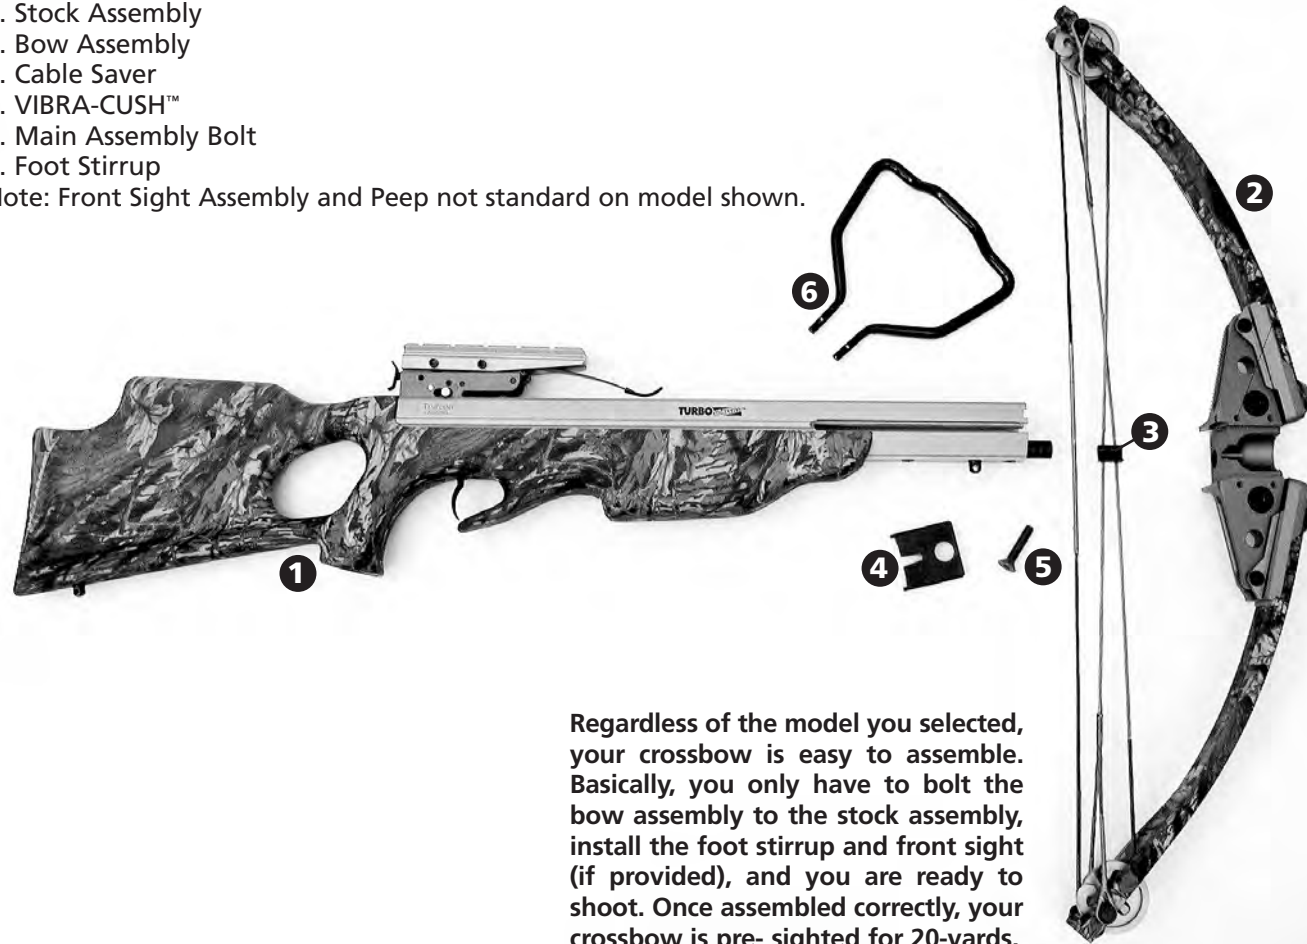 . Stock Assembly
. Bow Assembly
. Cable Saver
. VIBRA-CUSH™
. Main Assembly Bolt
. Foot Stirrup
ote: Front Sight Assembly and Peep not standard on model shown.
2
6
TURBO
3
4
5
1
Regardless of the model you selected,
your crossbow is easy to assemble.
Basically, you only have to bolt the
bow assembly to the stock assembly,
install the foot stirrup and front sight
(if provided), and you are ready to
shoot. Once assembled correctly, your
crossbow is pre- sighted for 20-yards.